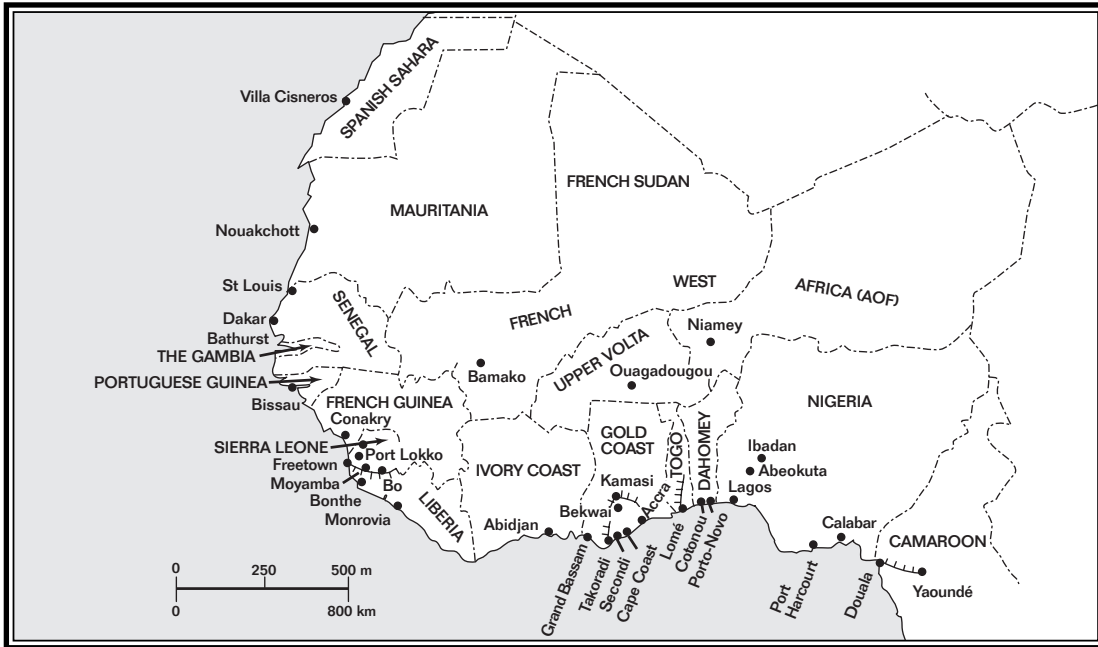 SPANISH SAHARA
Villa Cisneros
FRENCH SUDAN
MAURITANIA
Nouakchott
St Louis
WEST
AFRICA (AOF)
SENEGAL
FRENCH
Dakar
Bathurst
THE GAMBIA
Niamey
UPPER VOLTA
Bamako
Ouagadougou
PORTUGUESE GUINEA
Bissau
FRENCH GUINEA
NIGERIA
Conakry
GOLD
COAST
TOGO
DAHOMEY
SIERRA LEONE
Port Lokko
Freetown
Moyamba
Bo
Bonthe
Monrovia
LIBERIA
IVORY COAST
Kamasi
Bekwai
Accra
Ibadan
Abeokuta
Lagos
Abidjan
Grand Bassam
Takoradi
Secondi
Cape Coast
Lomé
Cotonou
Porto-Novo
Calabar
Port
Harcourt
Douala
CAMAROON
Yaoundé
0 250 500 m
0 800 km